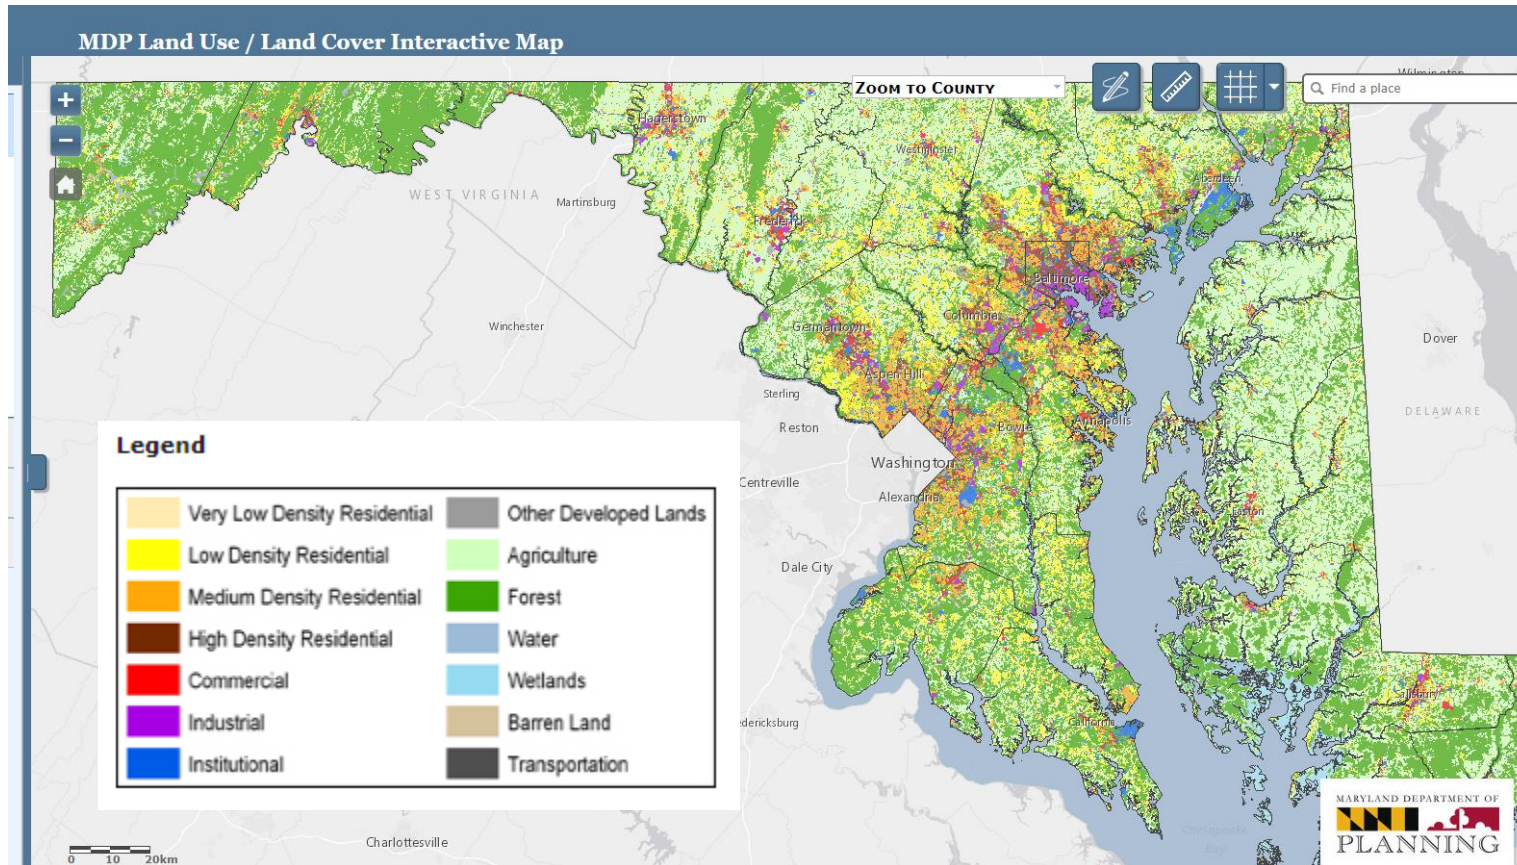 MDP Land Use / Land Cover Interactive Map
Wilmington
+
ZOOM TO COUNTY
Find a place
−
Hagerstown
Westminster
Aberdeen
WEST VIRGINIA
Martinsburg
Frederick
Baltimore
Winchester
Germantown
Columbia
Dover
Aspen Hill
Sterling
DELAWARE
Reston
Bowie
Annapolis
Washington
Centreville
Alexandria
Easton
Dale City
Salisbury
California
edericksburg
Legend
Very Low Density Residential
Low Density Residential
Medium Density Residential
High Density Residential
Commercial
Industrial
Institutional
Other Developed Lands
Agriculture
Forest
Water
Wetlands
Barren Land
Transportation
Chesapeake
Bay
Charlottesville
0 10 20km
MARYLAND DEPARTMENT OF
PLANNING